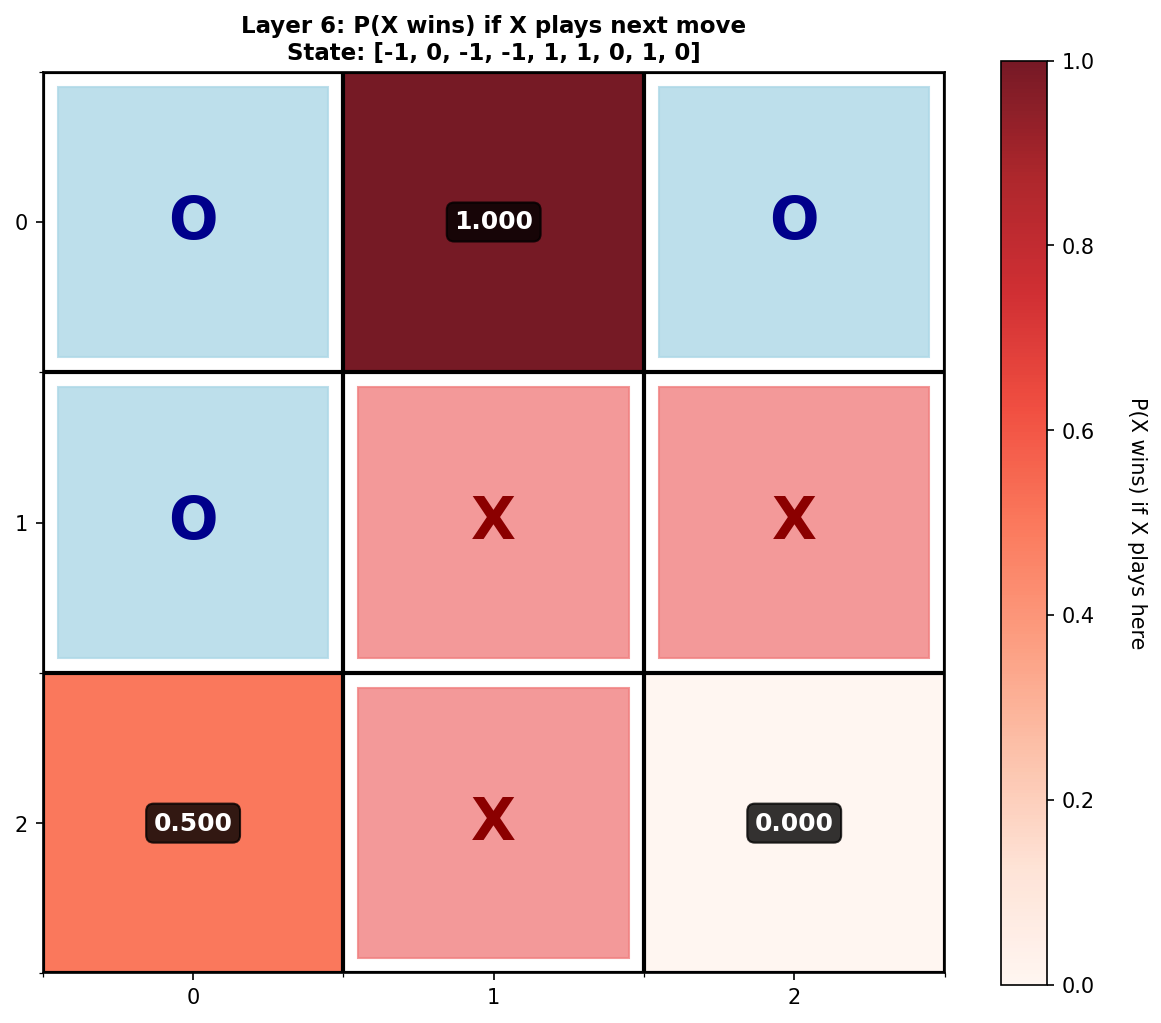 Layer 6: P(X wins) if X plays next move
State: [-1, 0, -1, -1, 1, 1, 0, 1, 0]
0
O
1.000
O
1
O
X
X
2
0.500
X
0.000
0
1
2
1.0
0.8
0.6
0.4
0.2
0.0
P(X wins) if X plays here